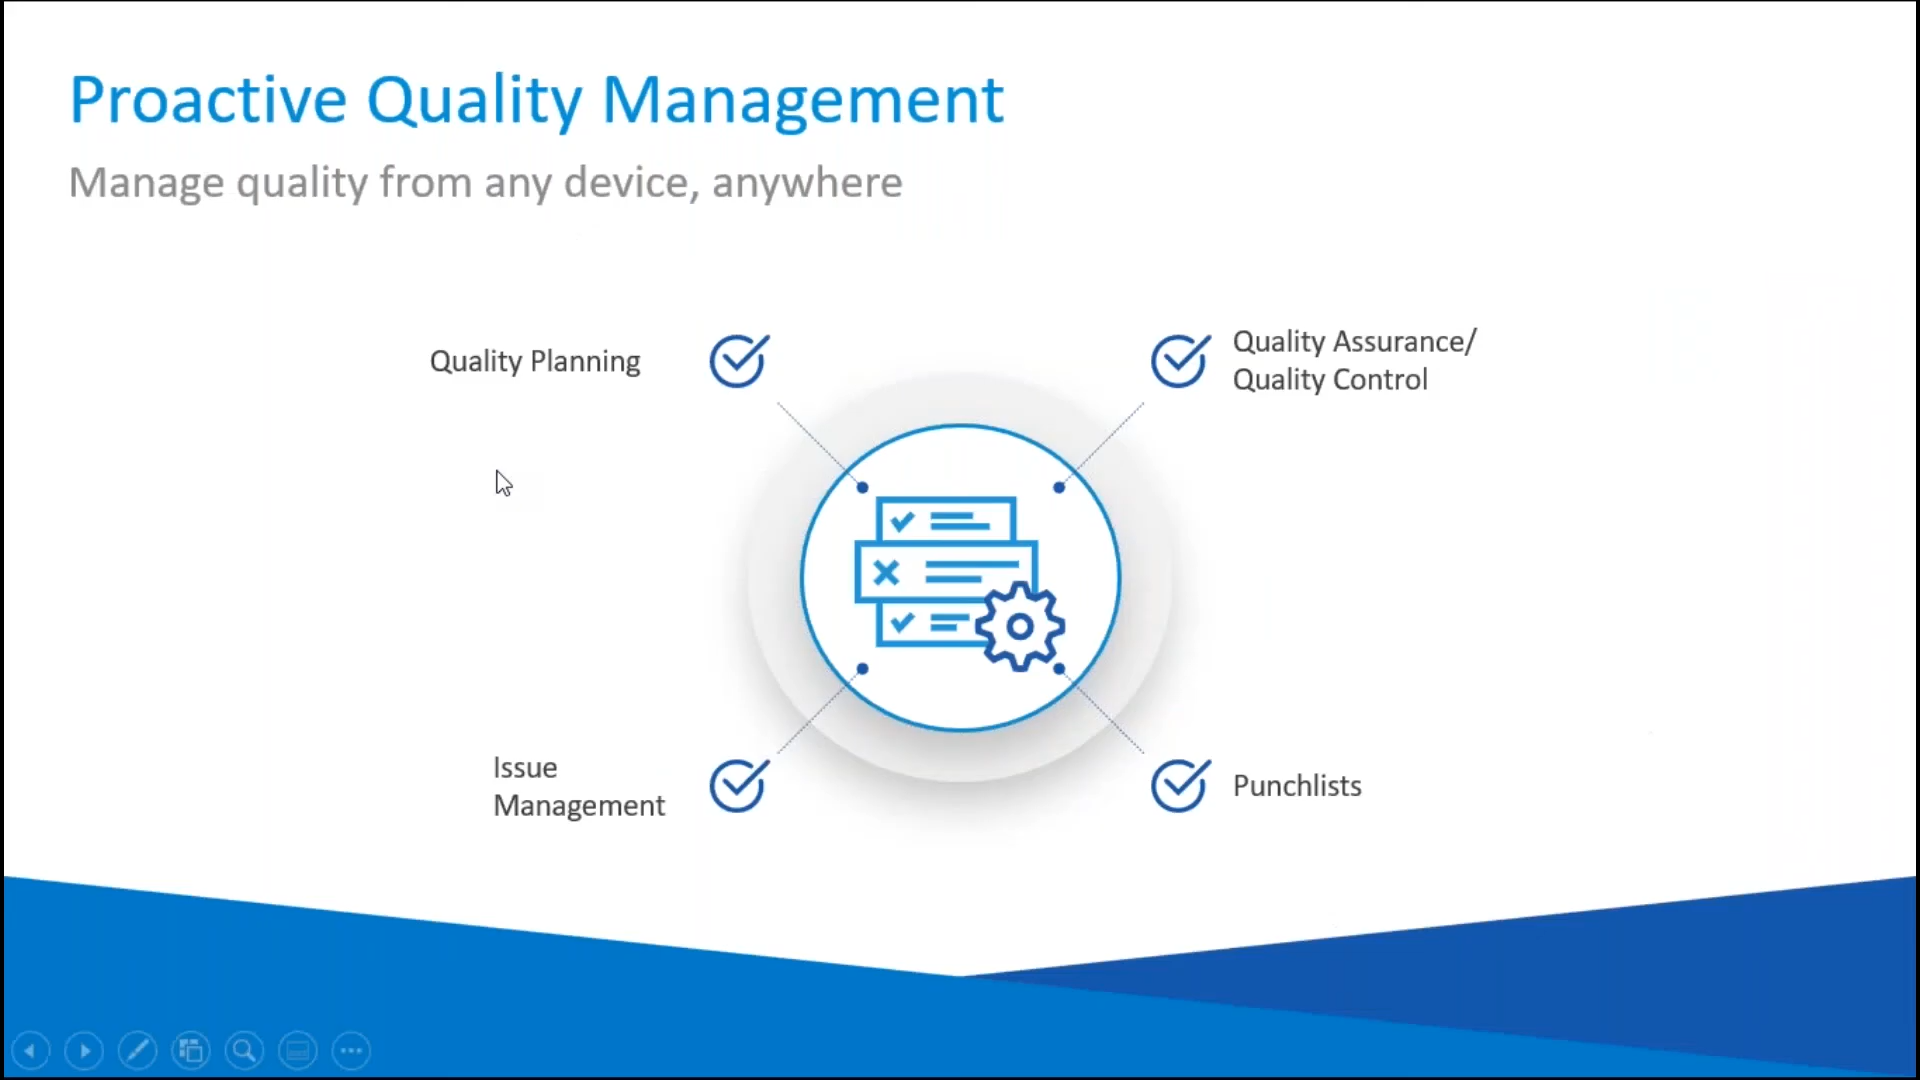 Proactive Quality Management
Manage quality from any device, anywhere
Quality Planning
Quality Assurance/
Quality Control
Issue
Management
Punchlists